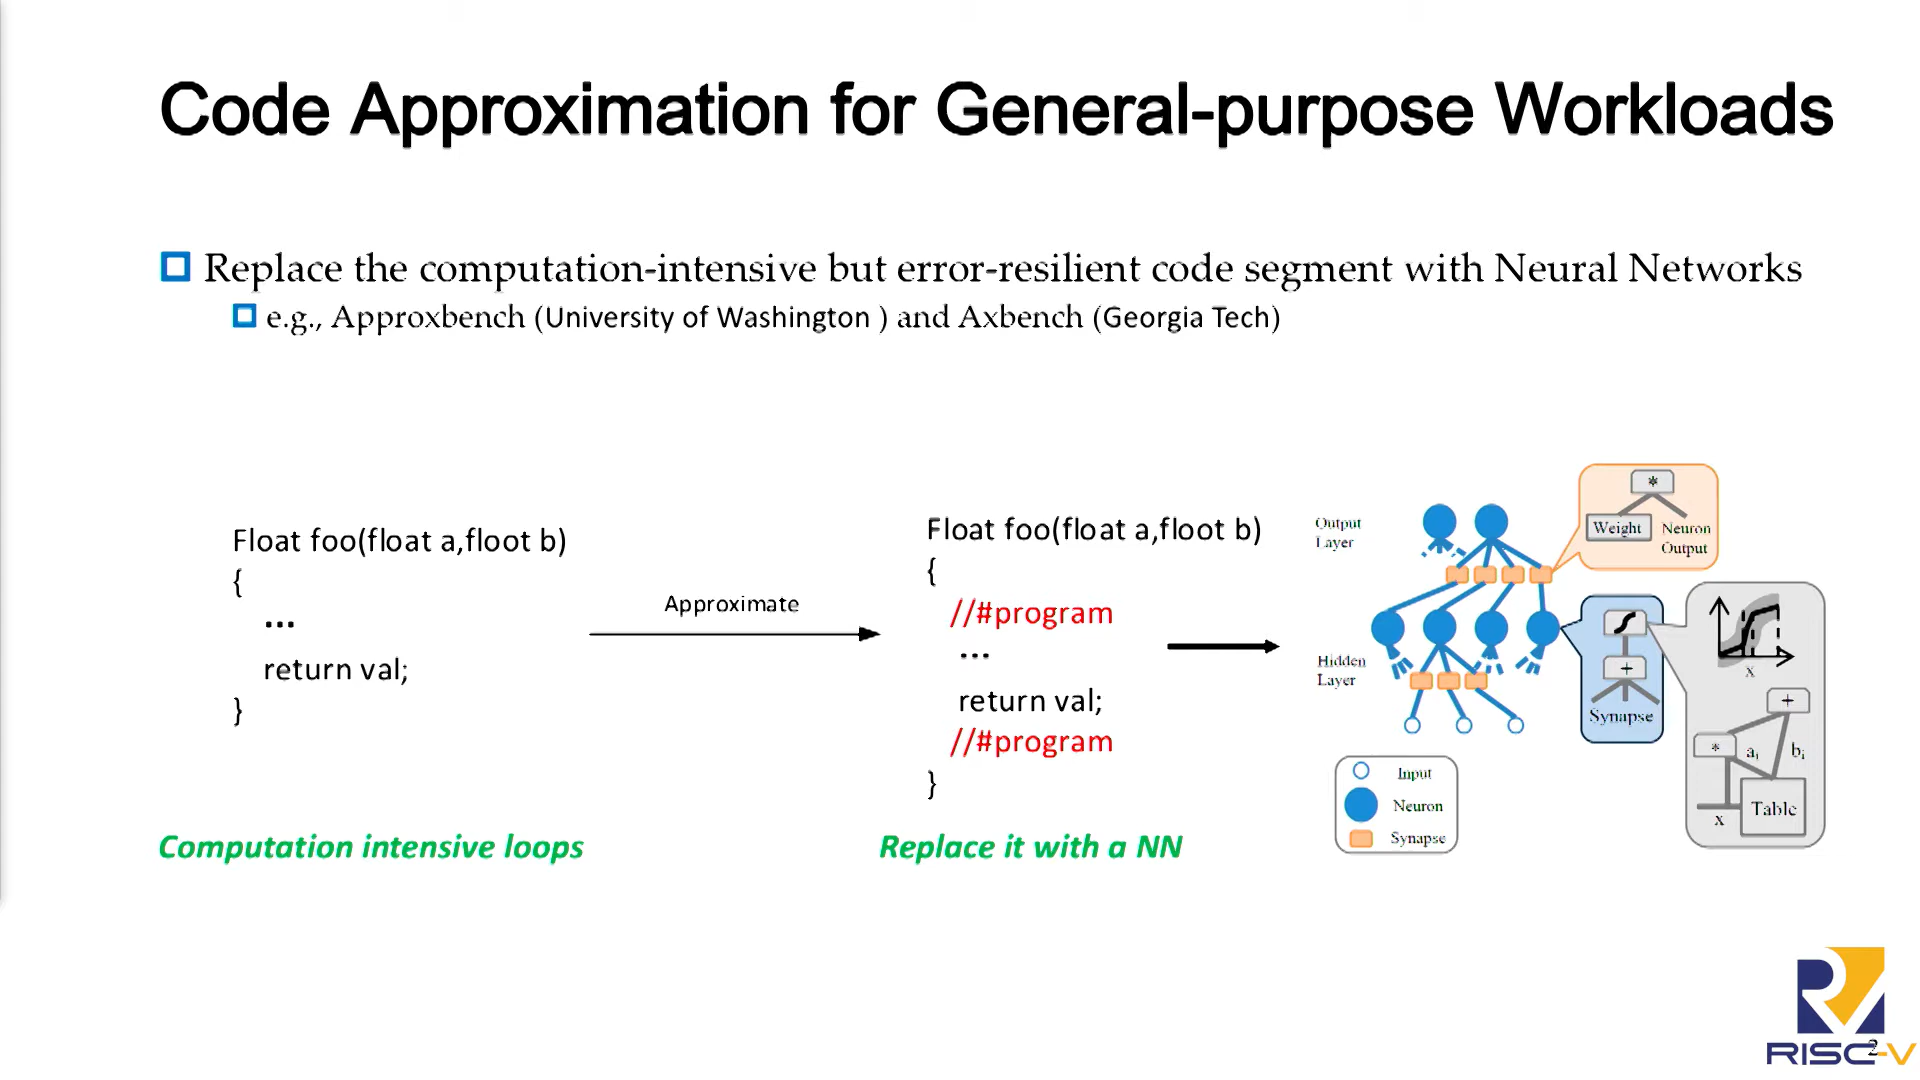 Code Approximation for General-purpose Workloads
Replace the computation-intensive but error-resilient code segment with Neural Networks
e.g., Approxbench (University of Washington ) and Axbench (Georgia Tech)
Float foo(float a,floot b)
{
...
return val;
}
Computation intensive loops
Approximate
Float foo(float a,floot b)
{
//#program
...
return val;
//#program
}
Replace it with a NN
Output
Layer
Hidden
Layer
*
Weight
Neuron
Output
+
Synapse
x
+
*
ai
bi
x
Table
Input
Neuron
Synapse
RISC-V
2